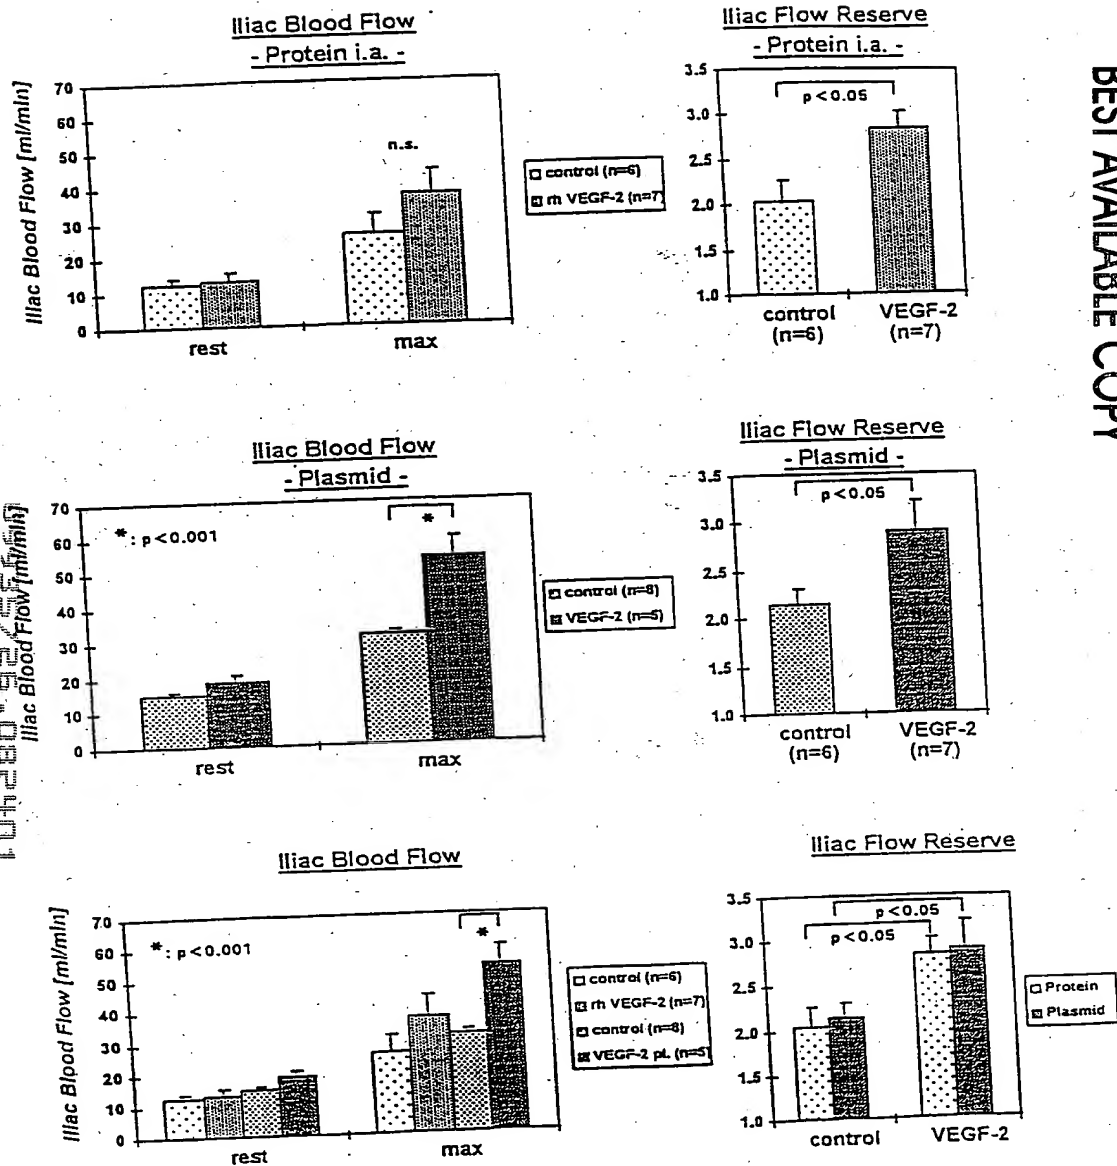 Iliac Blood Flow
- Protein i.a. -
Iliac Blood Flow [ml/min]
70
60
50
40
30
20
10
0
n.s.
rest
max
control (n=6)
rh VEGF-2 (n=7)
Iliac Flow Reserve
- Protein i.a. -
3.5
3.0
2.5
2.0
1.5
1.0
p<0.05
control
(n=6)
VEGF-2
(n=7)
BEST AVAILABLE COPY
Iliac Blood Flow
- Plasmid -
Iliac Blood Flow [ml/min]
70
60
50
40
30
20
10
0
*: p<0.001
*
rest
max
control (n=8)
VEGF-2 (n=5)
Iliac Flow Reserve
- Plasmid -
3.5
3.0
2.5
2.0
1.5
1.0
p<0.05
control
(n=6)
VEGF-2
(n=7)
Iliac Blood Flow
Iliac Blood Flow [ml/min]
70
60
50
40
30
20
10
0
*: p<0.001
*
rest
max
control (n=6)
rh VEGF-2 (n=7)
control (n=8)
VEGF-2 pl. (n=5)
Iliac Flow Reserve
3.5
3.0
2.5
2.0
1.5
1.0
p<0.05
p<0.05
control
VEGF-2
Protein
Plasmid